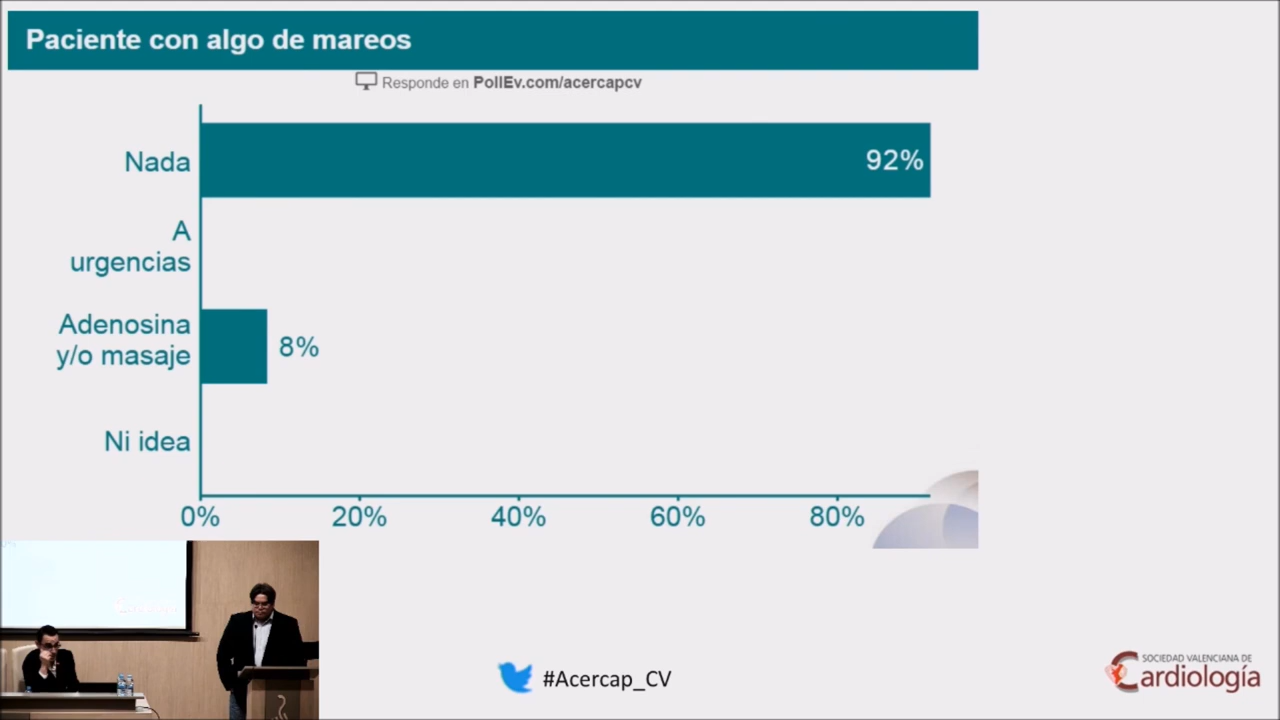 Paciente con algo de mareos
Responde en PollEv.com/acercapcv
Nada
92%
A
urgencias
Adenosina
y/o masaje
8%
Ni idea
0% 20% 40% 60% 80%
#Acercap_CV
SOCIEDAD VALENCIANA DE
Cardiología